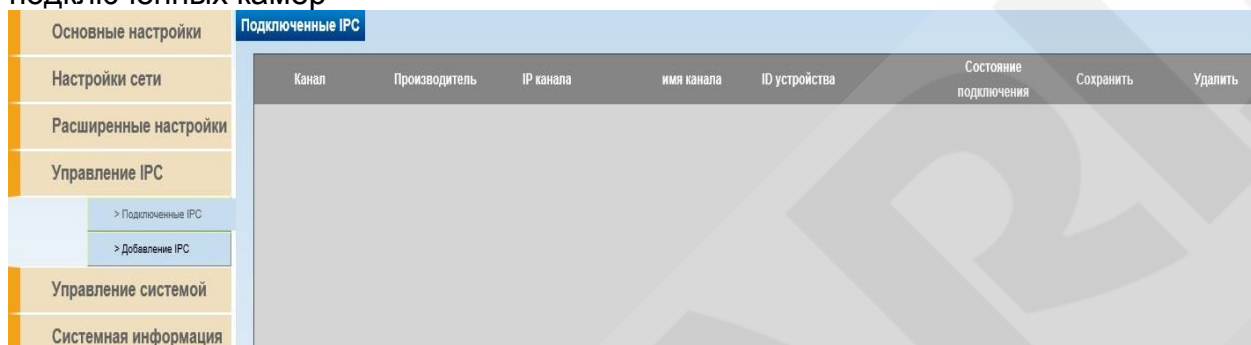 подключенных камер
Основные настройки
Настройки сети
Расширенные настройки
Управление IPC
> Подключенные IPC
> Добавление IPC
Управление системой
Системная информация
Подключенные IPC
Канал Производитель IP канала имя канала ID устройства Состояние подключения Сохранить Удалить